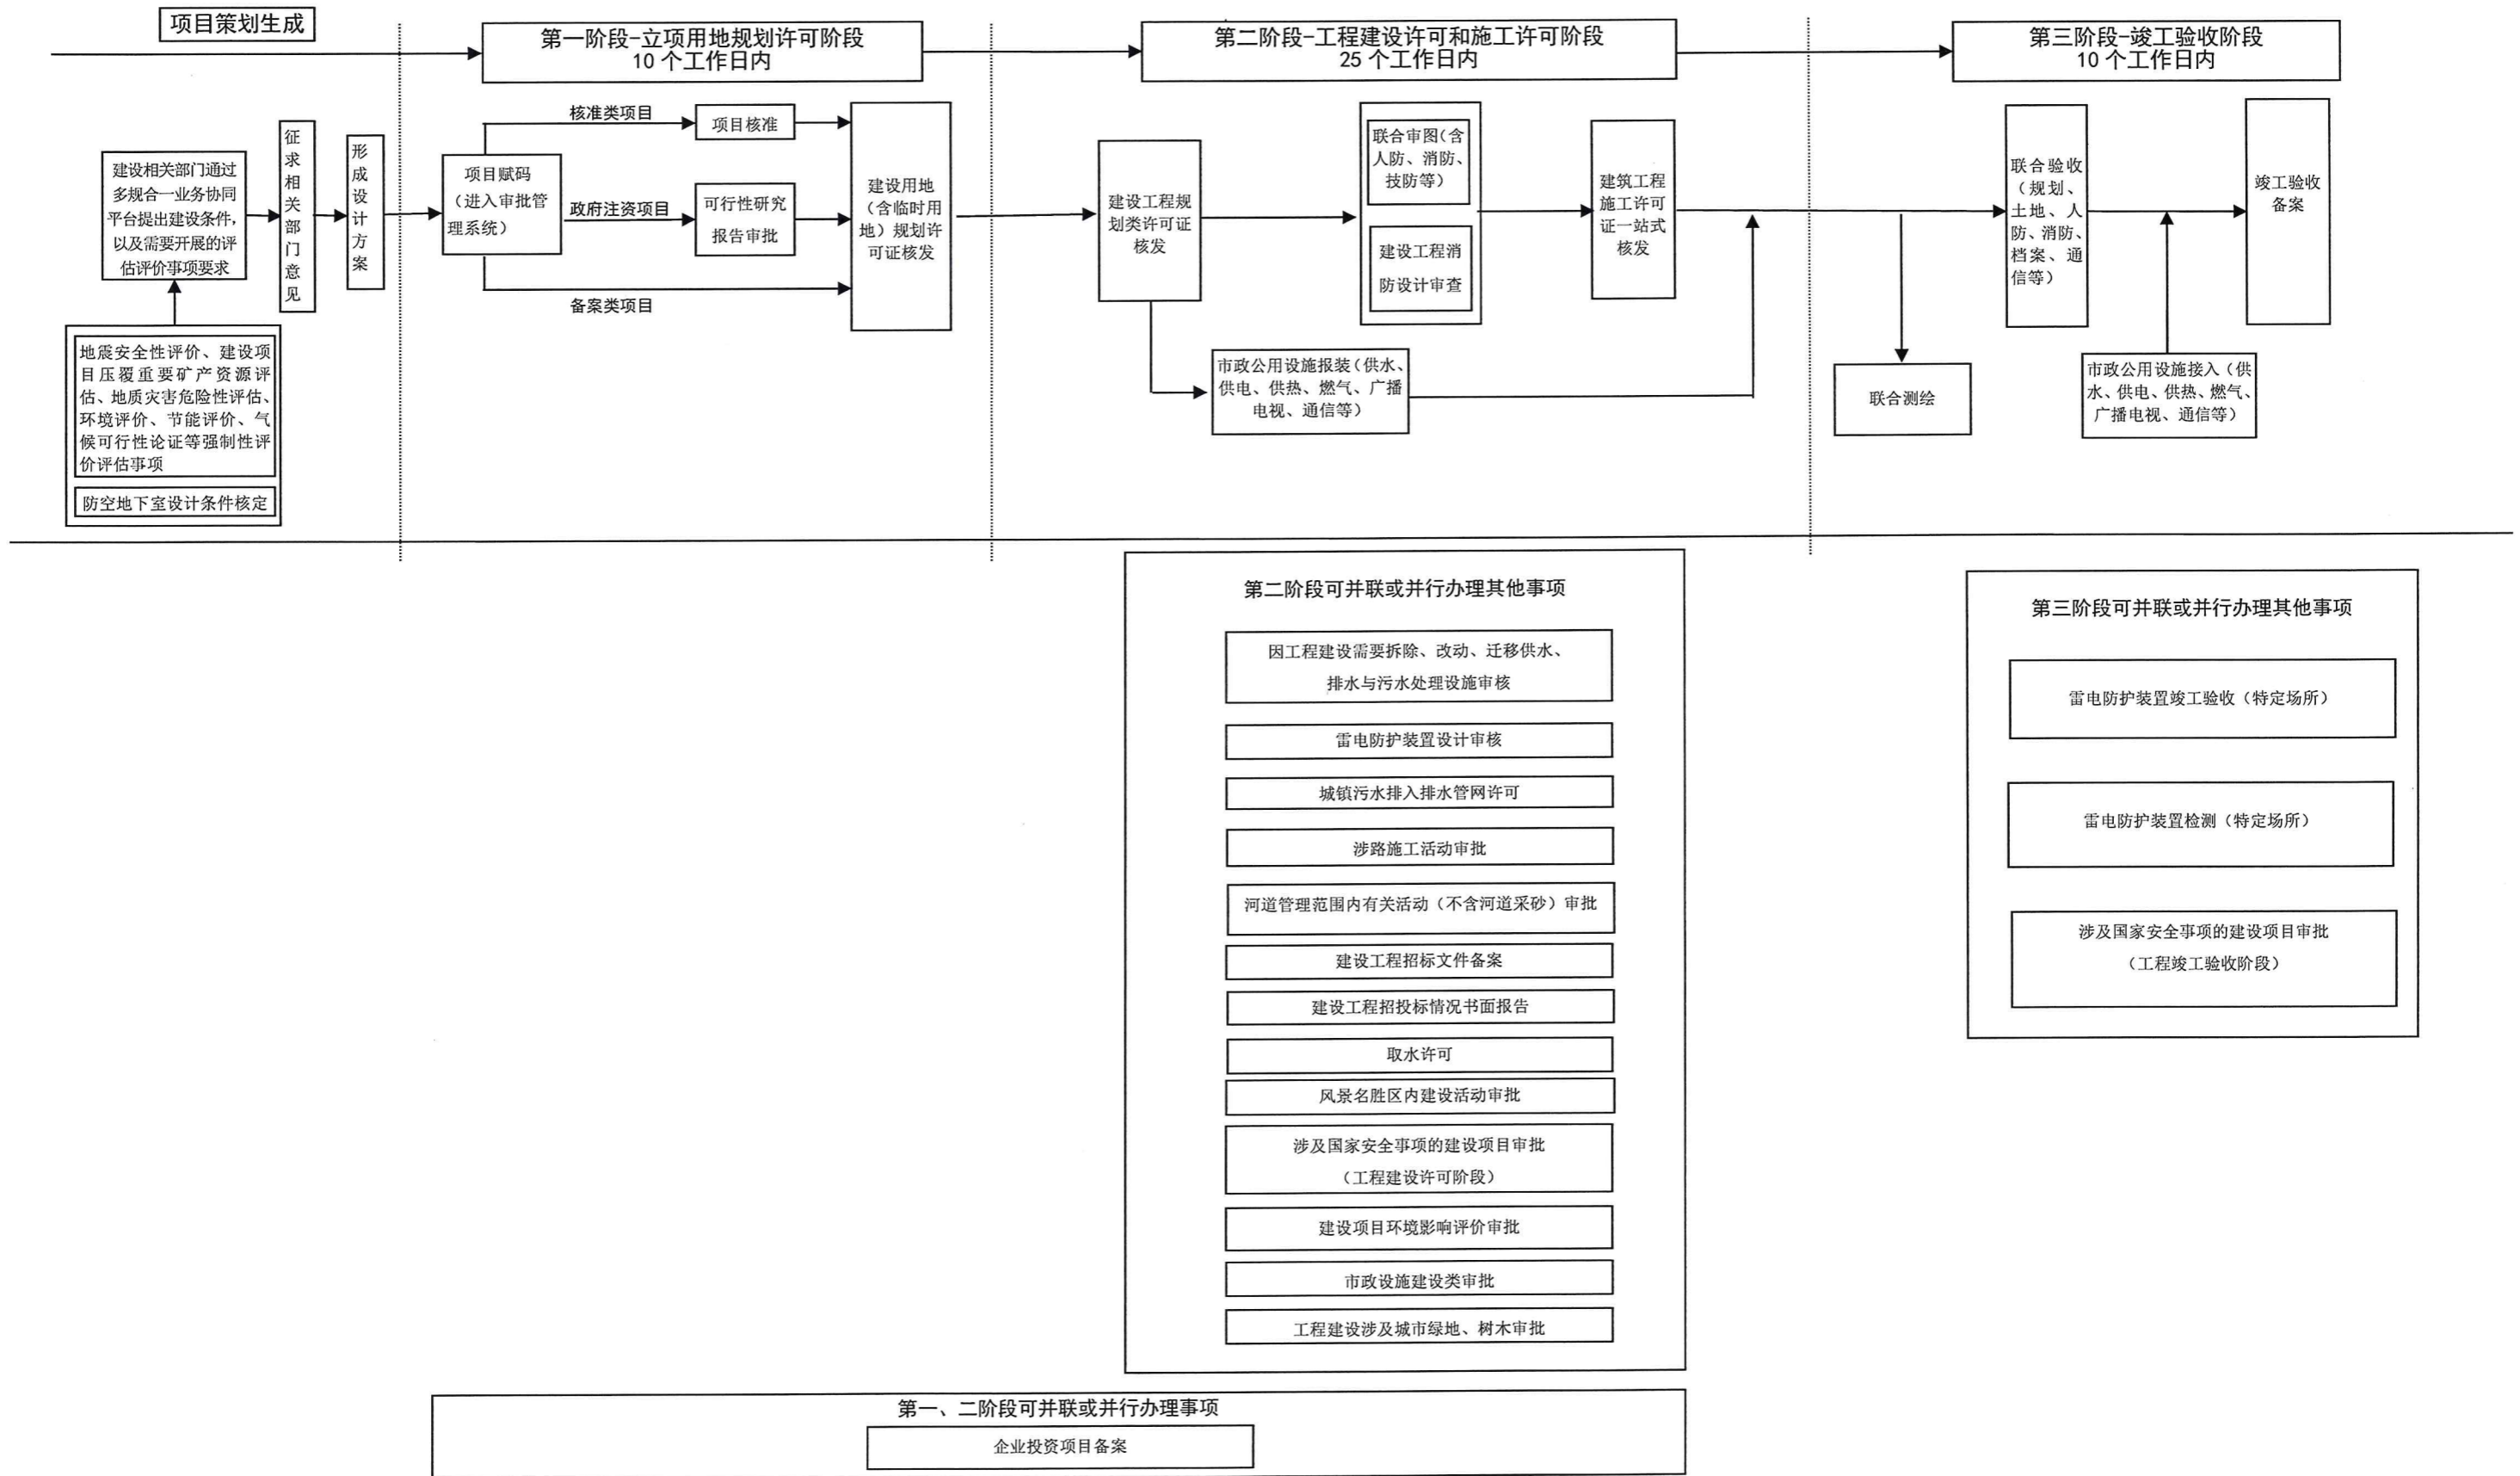 项目策划生成
第一阶段-立项用地规划许可阶段
10 个工作日内
第二阶段-工程建设许可和施工许可阶段
25 个工作日内
第三阶段-竣工验收阶段
10 个工作日内
建设相关部门通过
多规合一业务协同
平台提出建设条件，
以及需要开展的评
估评价事项要求
征求相关部门意见
形成设计方案
地震安全性评价、建设项
目压覆重要矿产资源评
估、地质灾害危险性评估、
环境评价、节能评价、气
候可行性论证等强制性评
价评估事项
防空地下室设计条件核定
项目赋码
（进入审批管
理系统）
核准类项目
项目核准
政府注资项目
可行性研究
报告审批
备案类项目
建设用地
（含临时用
地）规划许
可证核发
建设工程规
划类许可证
核发
联合审图（含
人防、消防、
技防等）
建设工程消
防设计审查
建筑工程
施工许可
证一站式
核发
市政公用设施报装（供水、
供电、供热、燃气、广播
电视、通信等）
联合测绘
联合验收
（规划、
土地、人
防、消防、
档案、通
信等）
市政公用设施接入（供
水、供电、供热、燃气、
广播电视、通信等）
竣工验收
备案
第二阶段可并联或并行办理其他事项
因工程建设需要拆除、改动、迁移供水、
排水与污水处理设施审核
雷电防护装置设计审核
城镇污水排入排水管网许可
涉路施工活动审批
河道管理范围内有关活动（不含河道采砂）审批
建设工程招标文件备案
建设工程招投标情况书面报告
取水许可
风景名胜区内建设活动审批
涉及国家安全事项的建设项目审批
（工程建设许可阶段）
建设项目环境影响评价审批
市政设施建设类审批
工程建设涉及城市绿地、树木审批
第三阶段可并联或并行办理其他事项
雷电防护装置竣工验收（特定场所）
雷电防护装置检测（特定场所）
涉及国家安全事项的建设项目审批
（工程竣工验收阶段）
第一、二阶段可并联或并行办理事项
企业投资项目备案